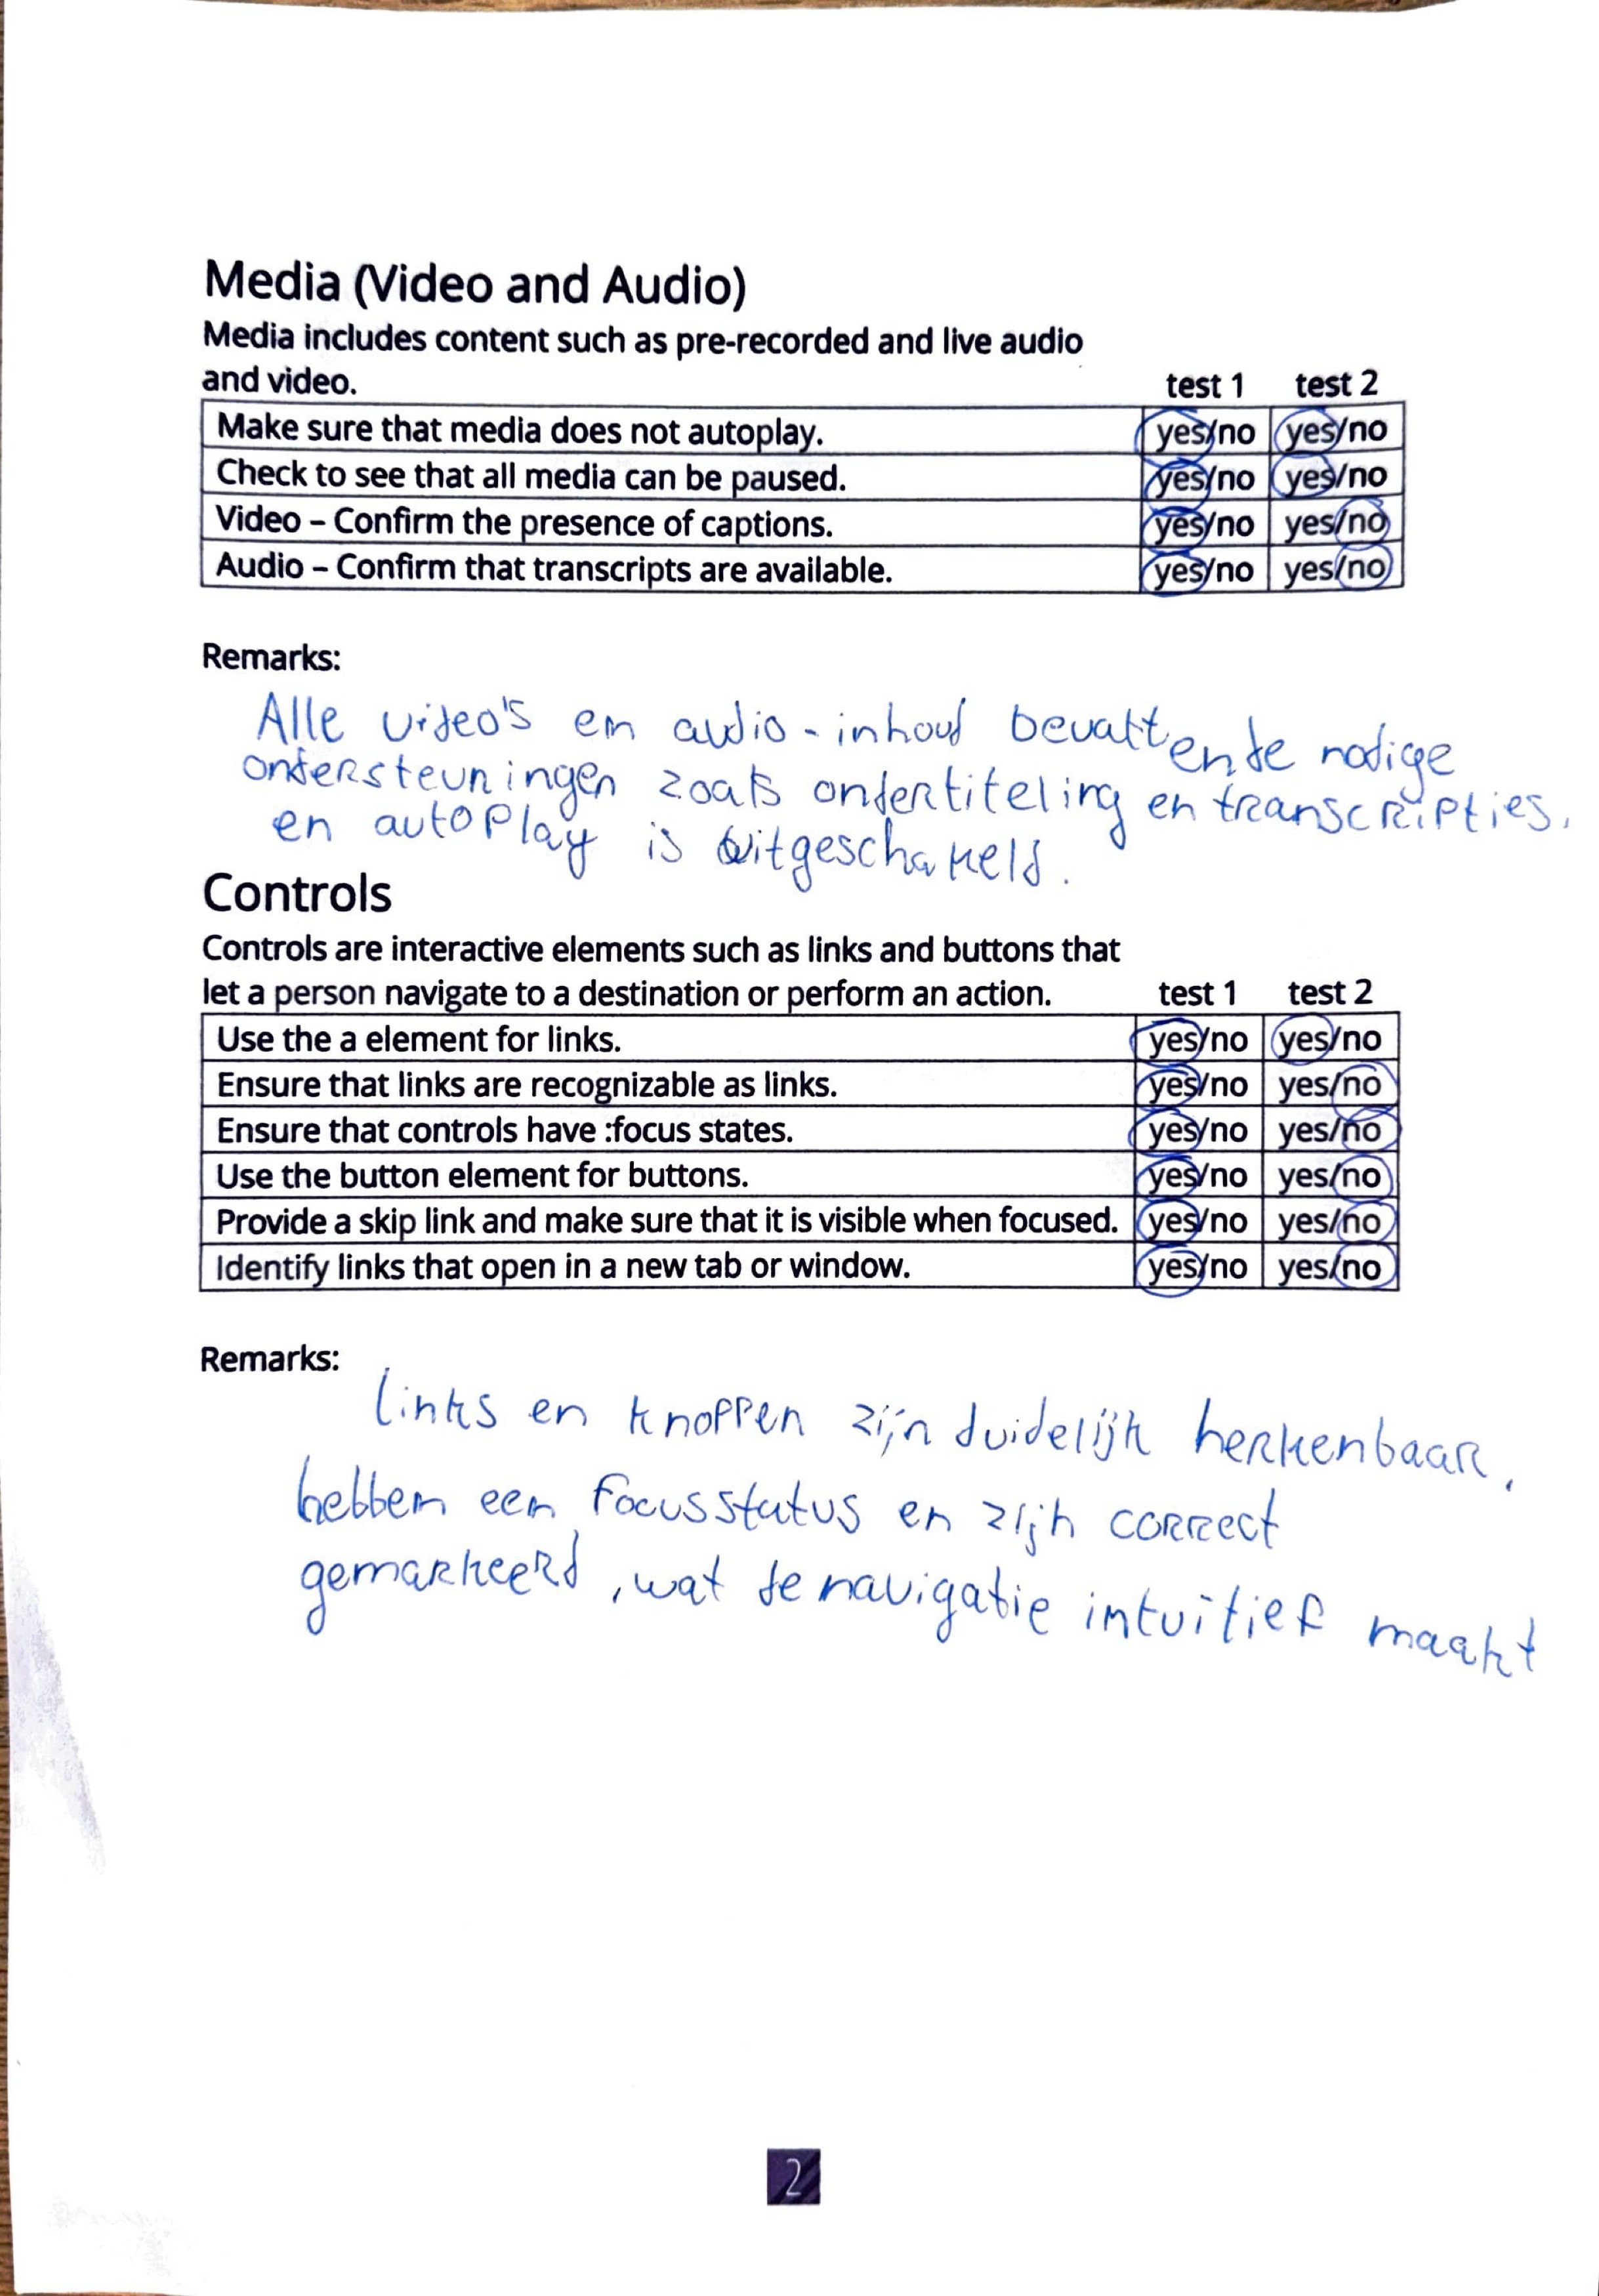 Media (Video and Audio)
Media includes content such as pre-recorded and live audio
and video. test 1 test 2
Make sure that media does not autoplay. yes/no yes/no
Check to see that all media can be paused. yes/no yes/no
Video – Confirm the presence of captions. yes/no yes/no
Audio – Confirm that transcripts are available. yes/no yes/no
Remarks:
Alle video's en audio-inhoud bevatten de nodige
ondersteuningen zoals ondertiteling en transcripties,
en autoplay is uitgeschakeld.
Controls
Controls are interactive elements such as links and buttons that
let a person navigate to a destination or perform an action. test 1 test 2
Use the a element for links. yes/no yes/no
Ensure that links are recognizable as links. yes/no yes/no
Ensure that controls have :focus states. yes/no yes/no
Use the button element for buttons. yes/no yes/no
Provide a skip link and make sure that it is visible when focused. yes/no yes/no
Identify links that open in a new tab or window. yes/no yes/no
Remarks:
links en knoppen zijn duidelijk herkenbaar,
hebben een focusstatus en zijn correct
gemarkeerd, wat de navigatie intuïtief maakt
2